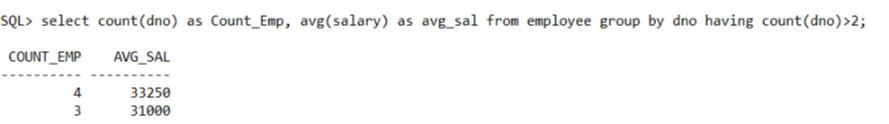 SQL> select count(dno) as Count_Emp, avg(salary) as avg_sal from employee group by dno having count(dno)>2;
COUNT_EMP AVG_SAL
---------- ----------
4 33250
3 31000